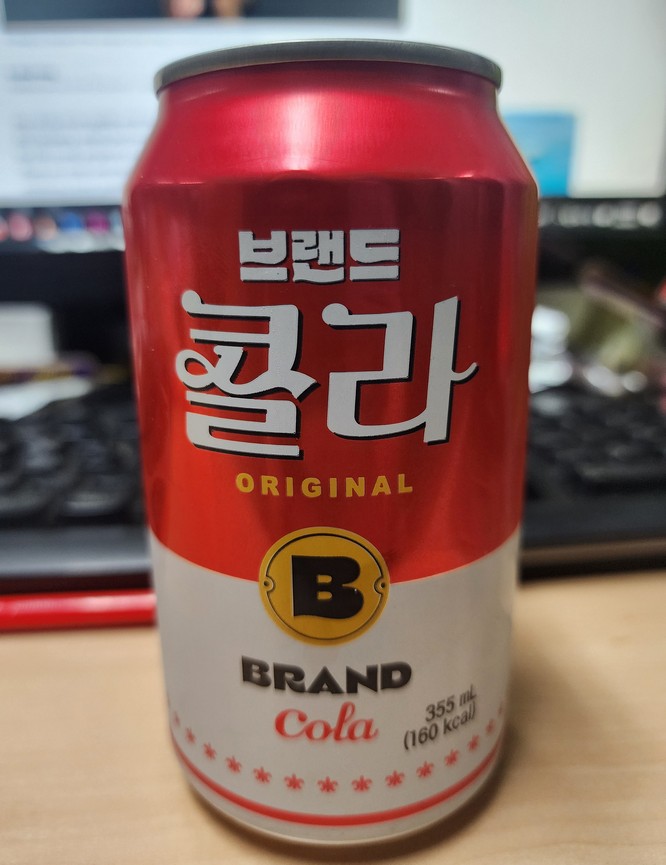 브랜드
콜라
ORIGINAL
B
BRAND
Cola
355 mL
(160 kcal)